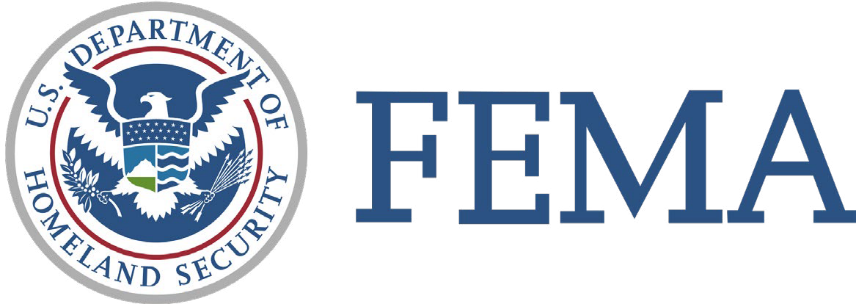 U.S. DEPARTMENT OF
HOMELAND SECURITY
FEMA